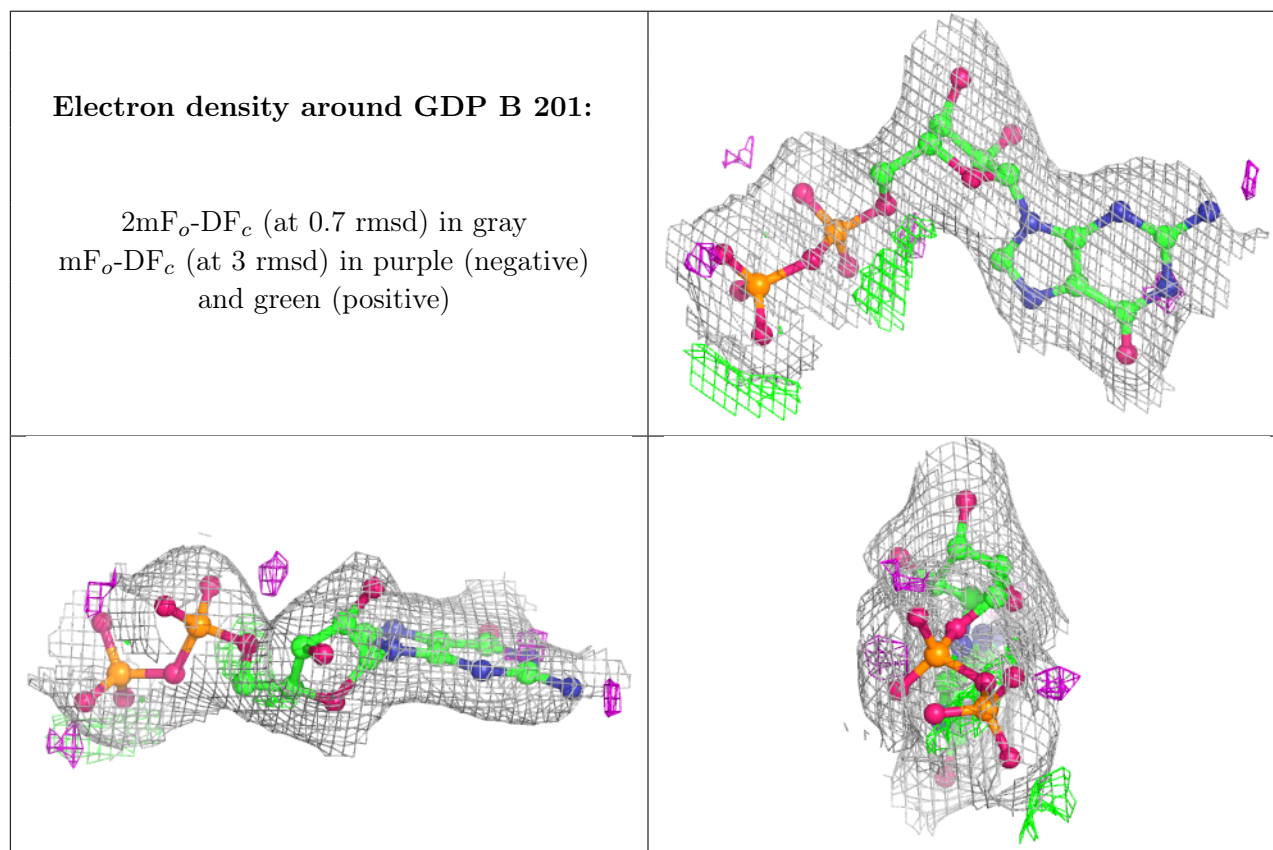 Electron density around GDP B 201:
2mFo-DFc (at 0.7 rmsd) in gray
mFo-DFc (at 3 rmsd) in purple (negative)
and green (positive)